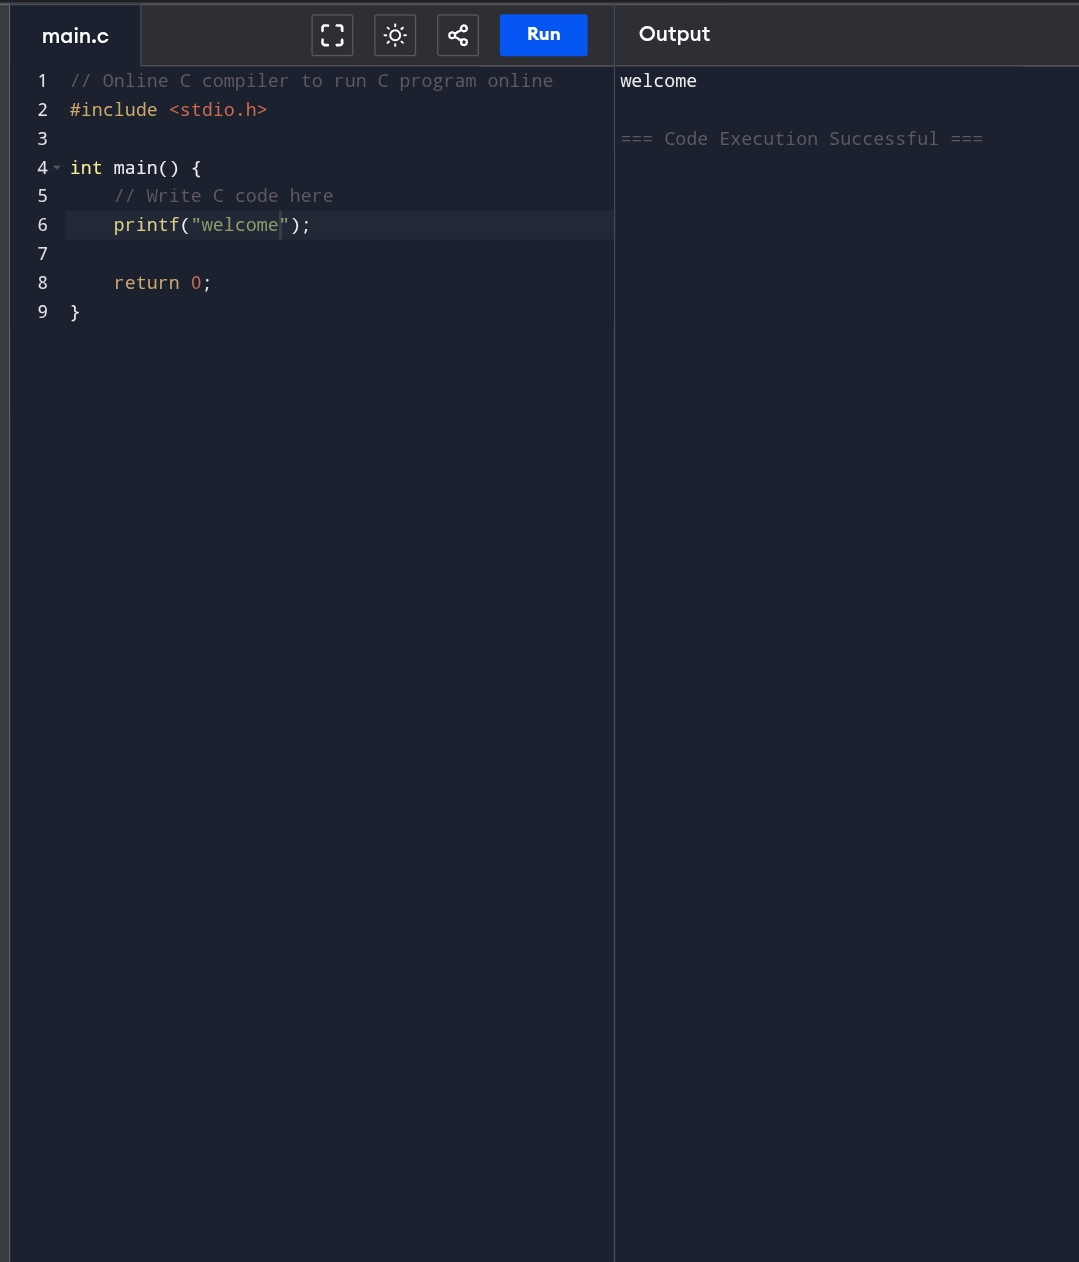 main.c
Run
Output
1 // Online C compiler to run C program online
2 #include <stdio.h>
3
4 int main() {
5     // Write C code here
6     printf("welcome");
7
8     return 0;
9 }
welcome
=== Code Execution Successful ===